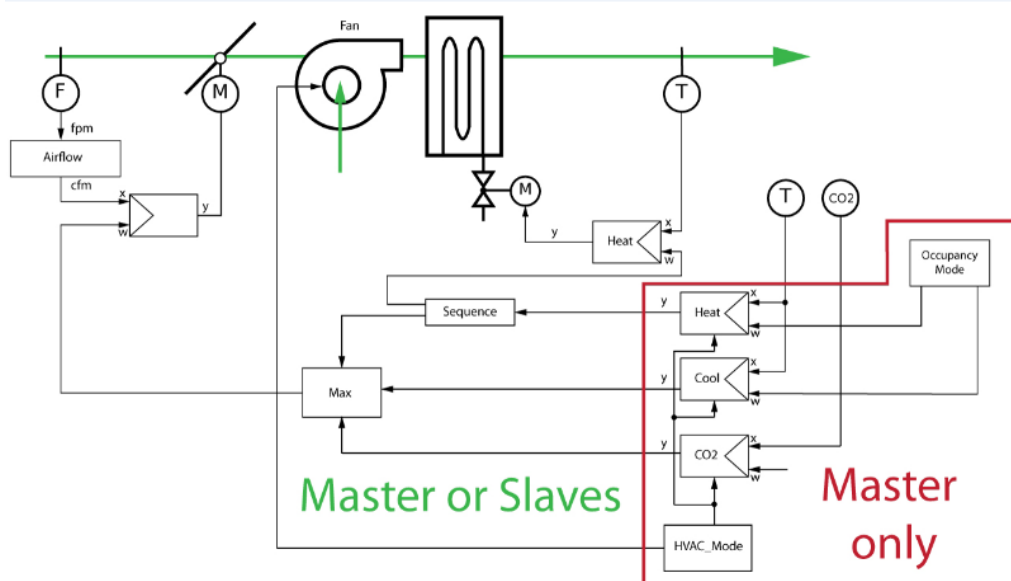 Fan
F
M
T
fpm
Airflow
cfm
x
w
y
M
T
CO2
y
Heat
x
w
Occupancy
Mode
Sequence
y
Heat
x
w
Max
y
Cool
x
w
y
CO2
x
w
Master or Slaves
Master
only
HVAC_Mode